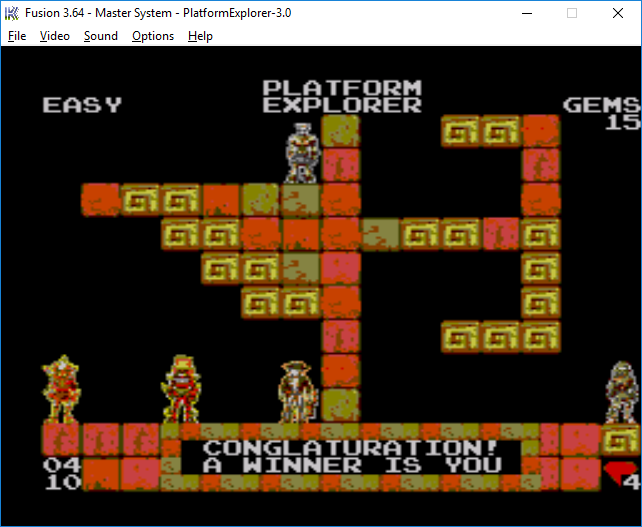 Fusion 3.64 - Master System - PlatformExplorer-3.0
File Video Sound Options Help
PLATFORM
EASY EXPLORER GEMS
15
CONGLATURATION!
04 A WINNER IS YOU
10 4